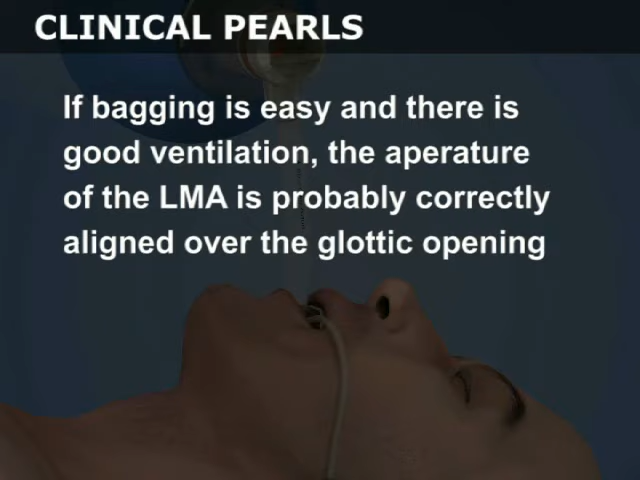 CLINICAL PEARLS
If bagging is easy and there is
good ventilation, the aperature
of the LMA is probably correctly
aligned over the glottic opening